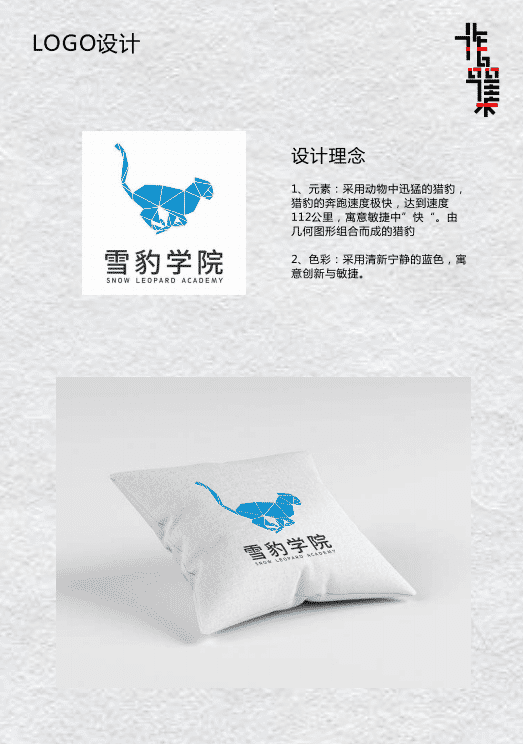 LOGO设计
作品集
雪豹学院
SNOW LEOPARD ACADEMY
设计理念
1、元素：采用动物中迅猛的猎豹，
猎豹的奔跑速度极快，达到速度
112公里，寓意敏捷中”快“。由
几何图形组合而成的猎豹
2、色彩：采用清新宁静的蓝色，寓
意创新与敏捷。
雪豹学院
SNOW LEOPARD ACADEMY